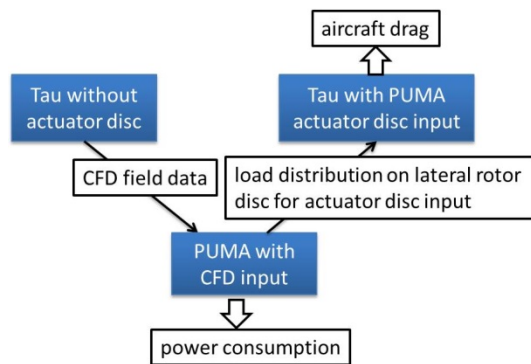 aircraft drag
Tau without
actuator disc
Tau with PUMA
actuator disc input
CFD field data
load distribution on lateral rotor
disc for actuator disc input
PUMA with
CFD input
power consumption